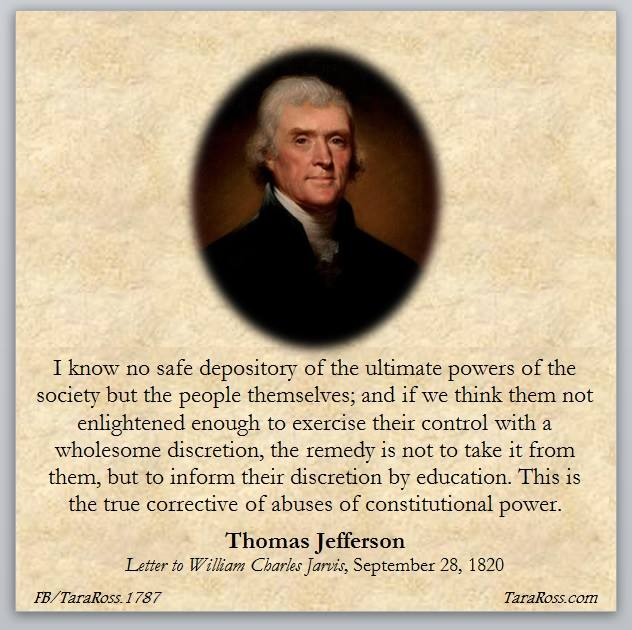 I know no safe depository of the ultimate powers of the
society but the people themselves; and if we think them not
enlightened enough to exercise their control with a
wholesome discretion, the remedy is not to take it from
them, but to inform their discretion by education. This is
the true corrective of abuses of constitutional power.
Thomas Jefferson
Letter to William Charles Jarvis, September 28, 1820
FB/TaraRoss.1787
TaraRoss.com